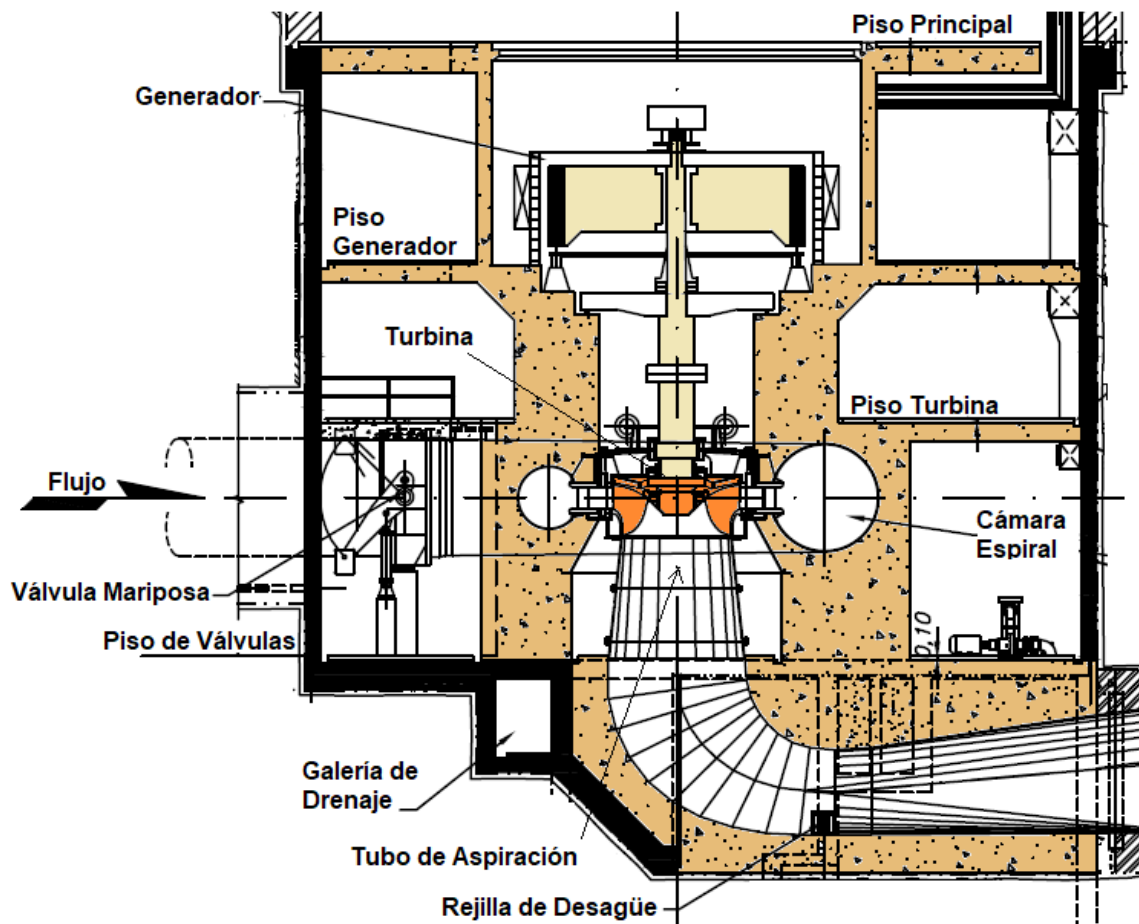 Piso Principal
Generador
Piso
Generador
Turbina
Piso Turbina
Flujo
Cámara
Espiral
Válvula Mariposa
Piso de Válvulas
0,10
Galería de
Drenaje
Tubo de Aspiración
Rejilla de Desagüe